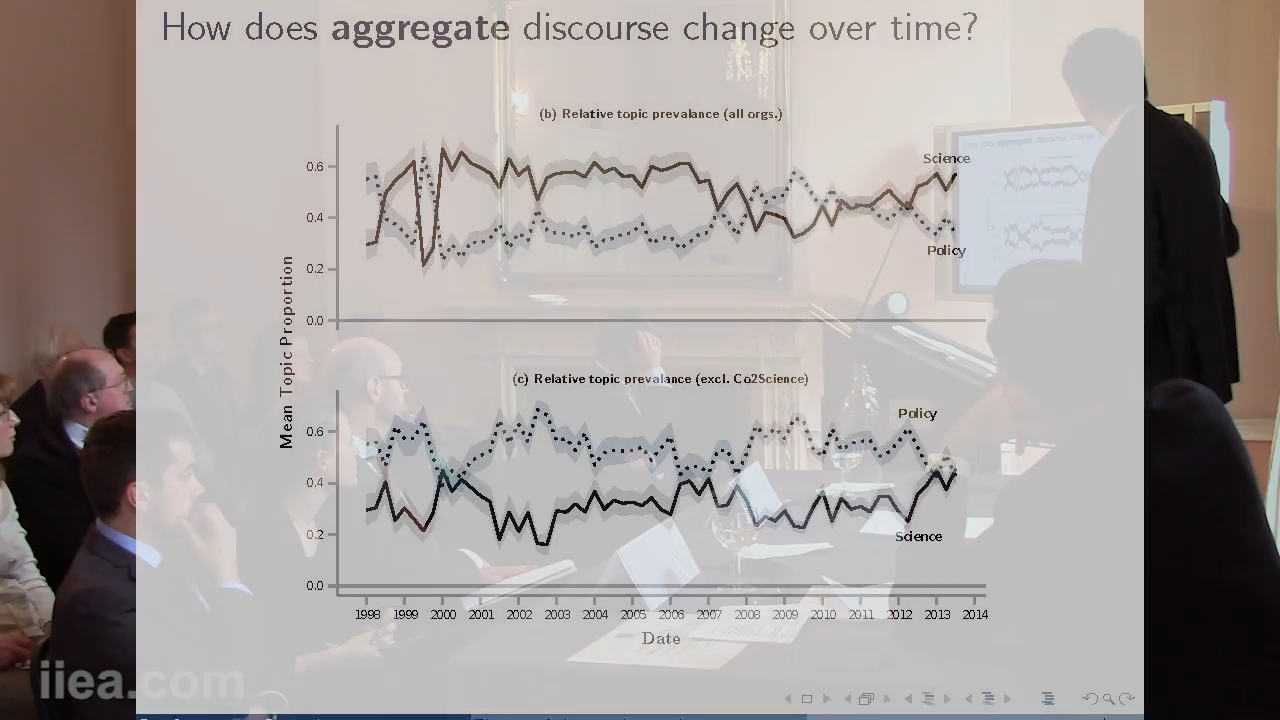 How does aggregate discourse change over time?
(b) Relative topic prevalance (all orgs.)
Science
0.6
0.4
0.2
0.0
Policy
Mean Topic Proportion
(c) Relative topic prevalance (excl. Co2Science)
Policy
0.6
0.4
0.2
0.0
Science
1998 1999 2000 2001 2002 2003 2004 2005 2006 2007 2008 2009 2010 2011 2012 2013 2014
Date
iiea.com